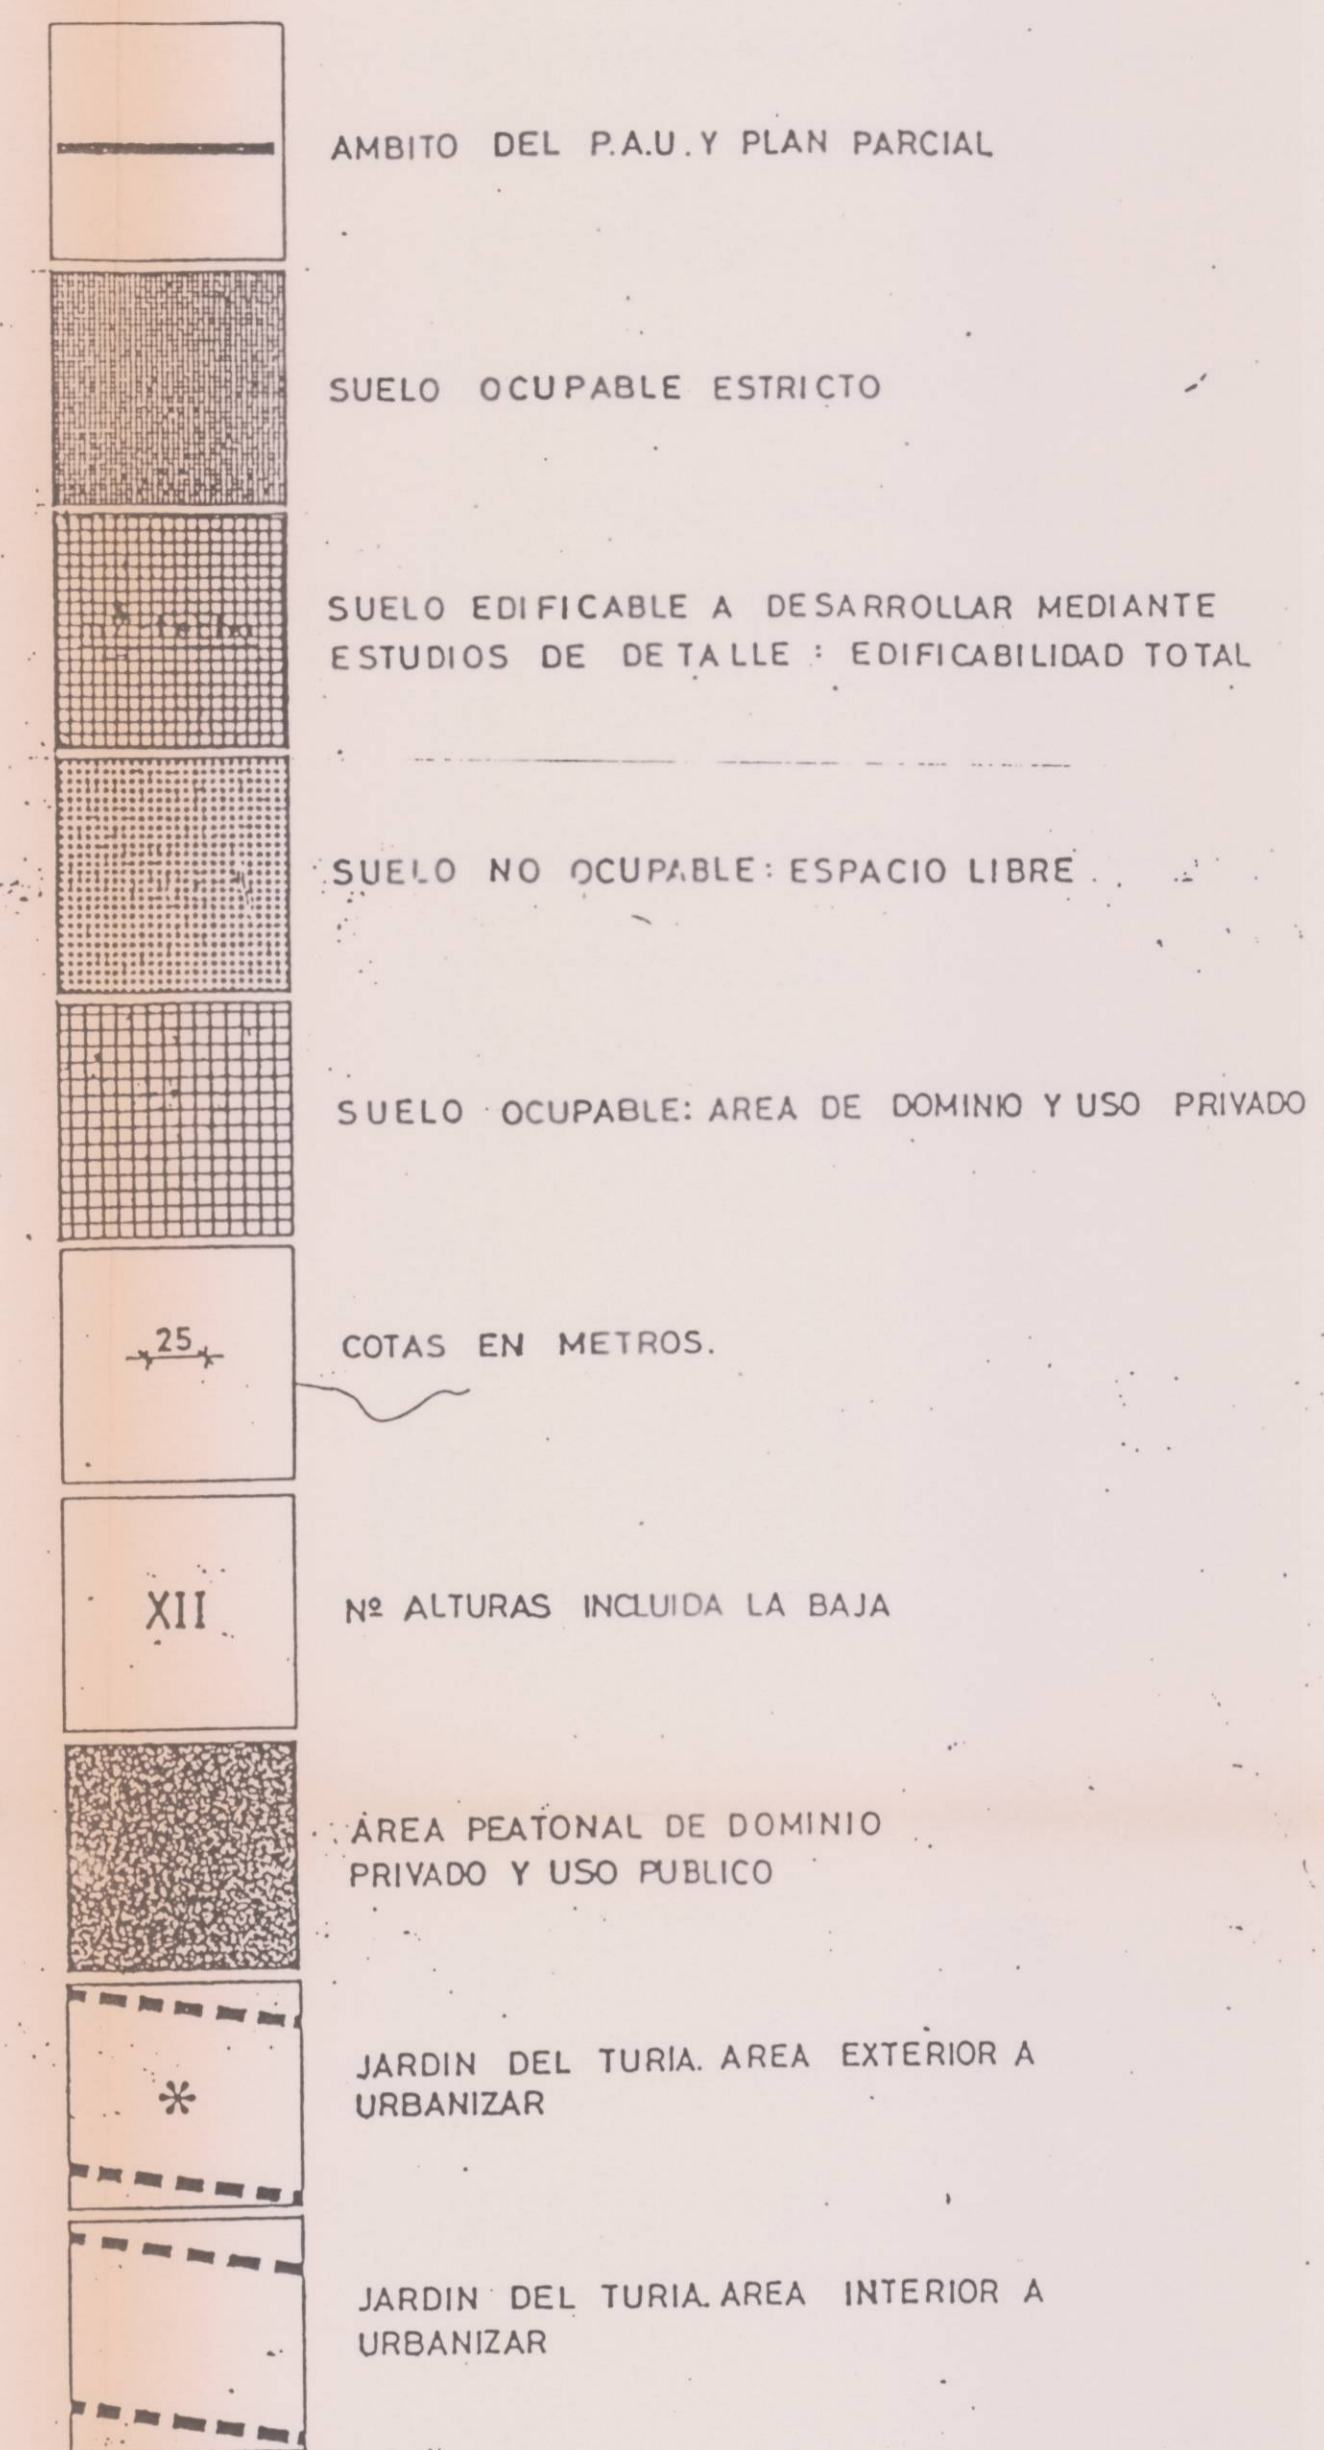 AMBITO DEL P.A.U. Y PLAN PARCIAL
SUELO OCUPABLE ESTRICTO
SUELO EDIFICABLE A DESARROLLAR MEDIANTE
ESTUDIOS DE DETALLE : EDIFICABILIDAD TOTAL
SUELO NO OCUPABLE: ESPACIO LIBRE
SUELO OCUPABLE: AREA DE DOMINIO Y USO PRIVADO
25
COTAS EN METROS.
XII
Nº ALTURAS INCLUIDA LA BAJA
ÁREA PEATONAL DE DOMINIO
PRIVADO Y USO PUBLICO
*
JARDIN DEL TURIA. AREA EXTERIOR A
URBANIZAR
JARDIN DEL TURIA. AREA INTERIOR A
URBANIZAR